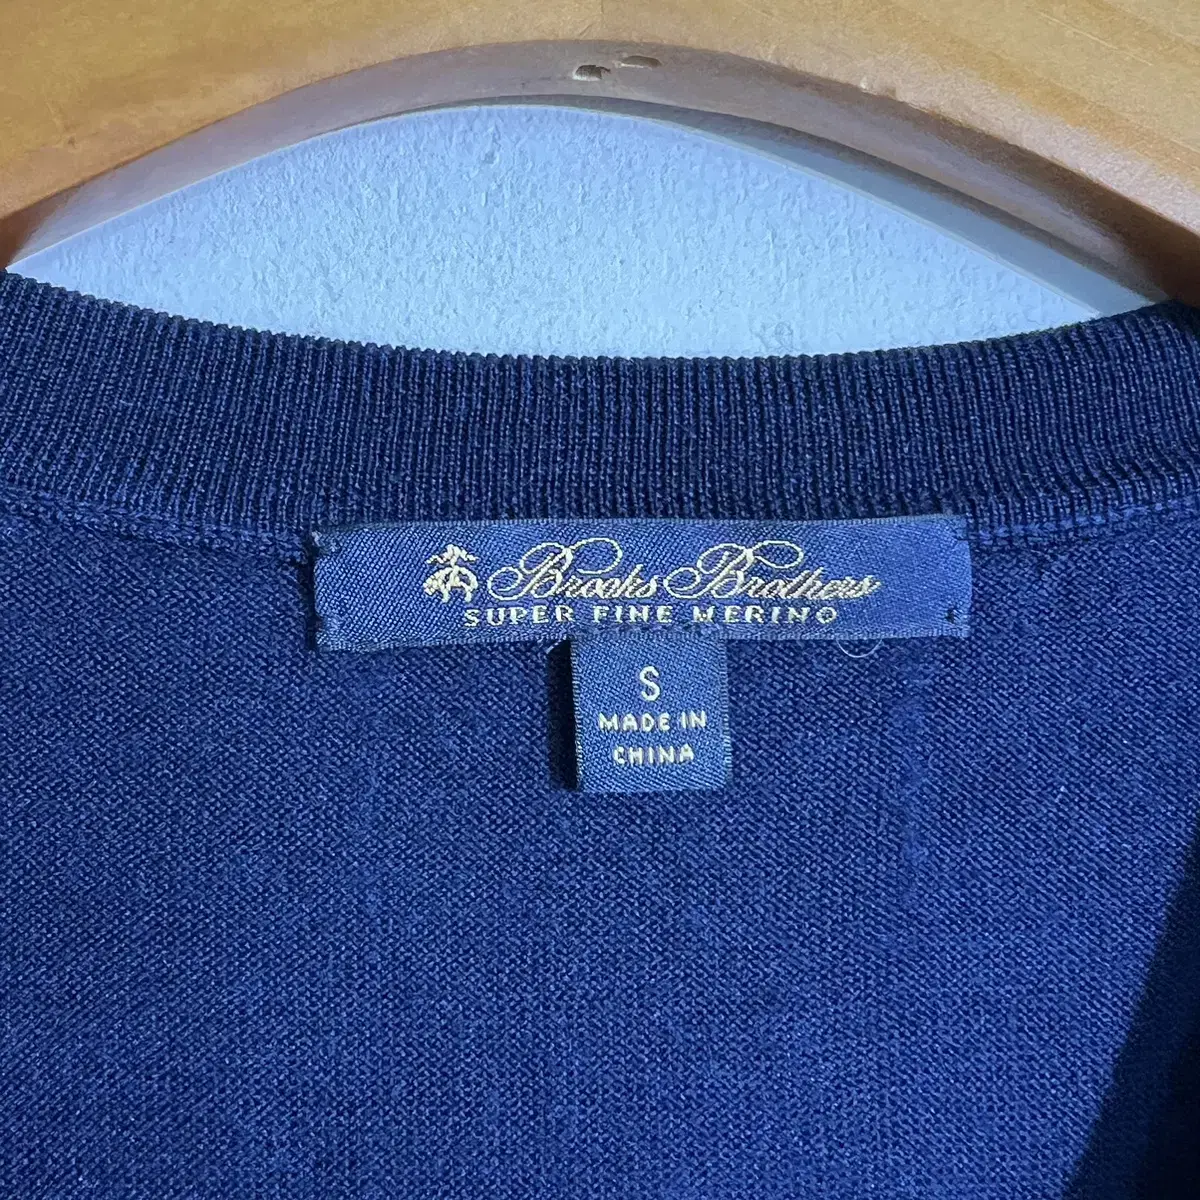 Brooks Brothers
SUPER FINE MERINO
S
MADE IN
CHINA